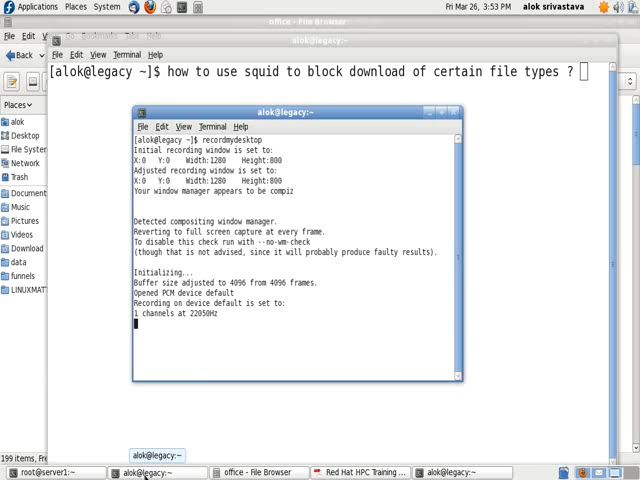 Applications Places System Fri Mar 26, 3:53 PM alok srivastava
office - File Browser
File
alok@legacy:~
Back
File Edit View Terminal Help
[alok@legacy ~]$ how to use squid to block download of certain file types ?
Places
alok
Desktop
File System
Network
Trash
Document
Music
Pictures
Videos
Download
data
funnels
LINUXMATT
alok@legacy:~
File Edit View Terminal Help
[alok@legacy ~]$ recordmydesktop
Initial recording window is set to:
X:0 Y:0 Width:1280 Height:800
Adjusted recording window is set to:
X:0 Y:0 Width:1280 Height:800
Your window manager appears to be compiz
Detected compositing window manager.
Reverting to full screen capture at every frame.
To disable this check run with --no-wm-check
(though that is not advised, since it will probably produce faulty results).
Initializing...
Buffer size adjusted to 4096 from 4096 frames.
Opened PCM device default
Recording on device default is set to:
1 channels at 22050Hz
alok@legacy:~
199 items, Fre
root@server1:~ alok@legacy:~ office - File Browser Red Hat HPC Training ... alok@legacy:~